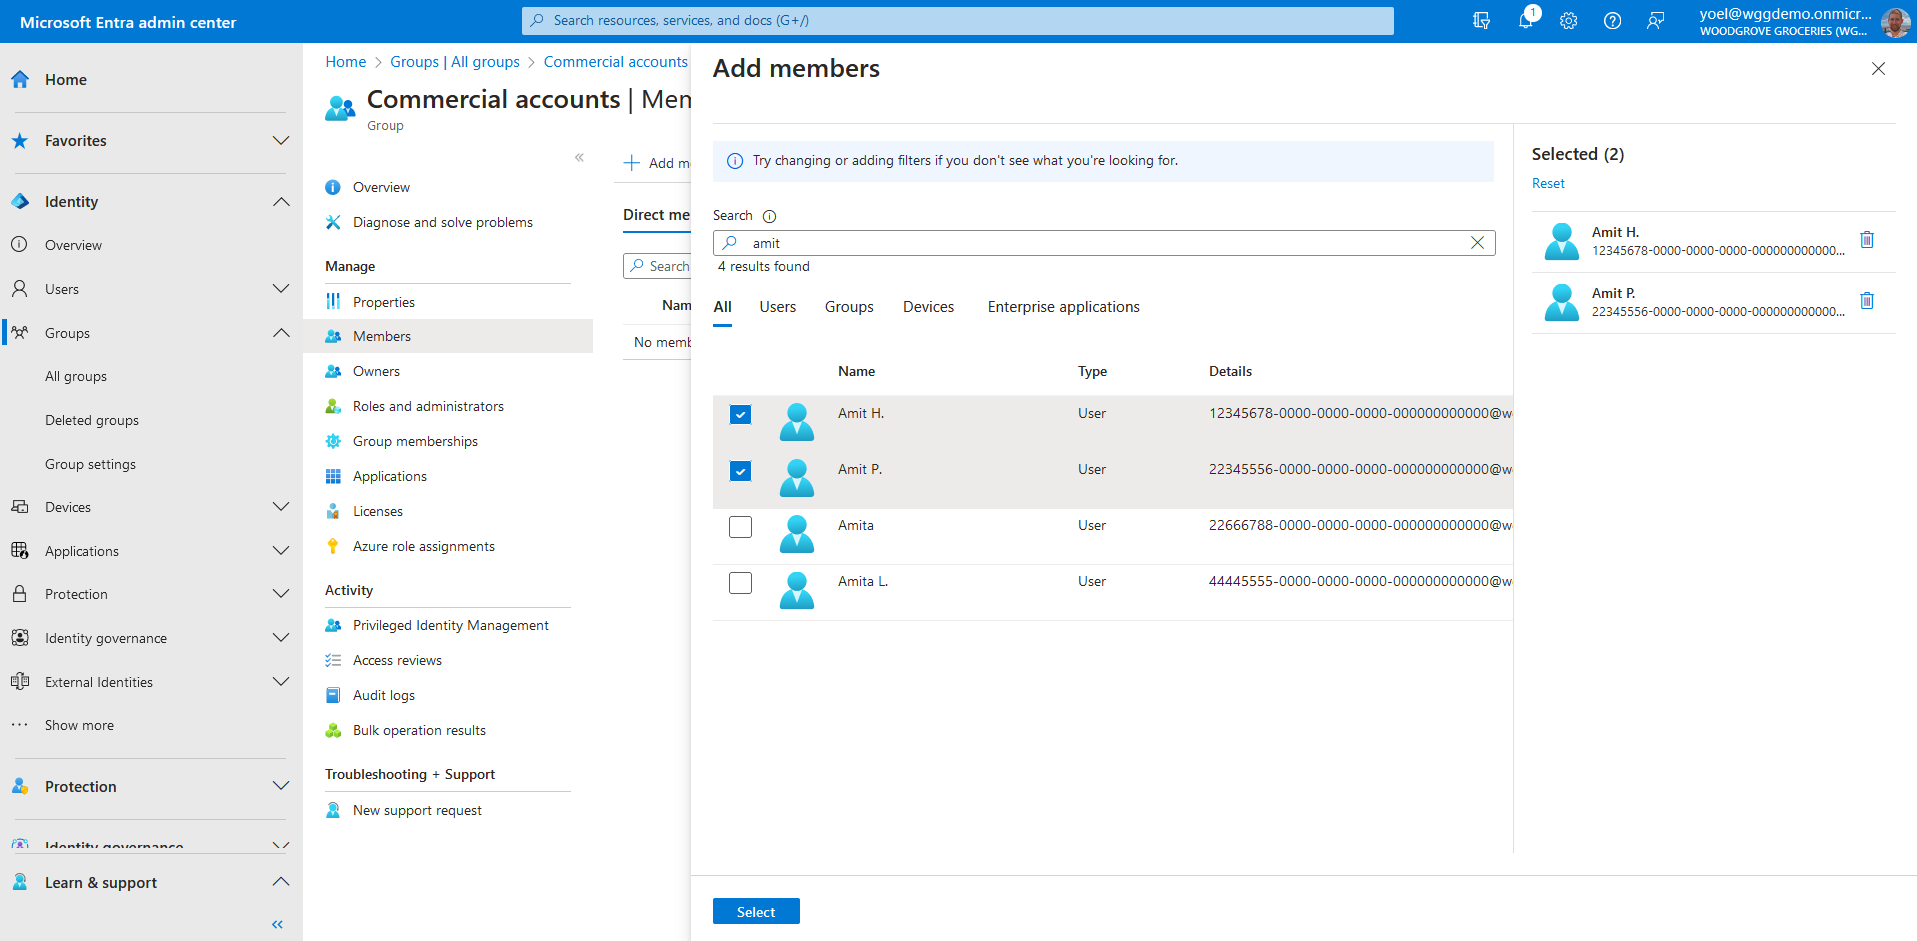 Microsoft Entra admin center
Search resources, services, and docs (G+/)
1
yoel@wggdemo.onmicr...
WOODGROVE GROCERIES (WG...
Home
Favorites
Identity
Overview
Users
Groups
All groups
Deleted groups
Group settings
Devices
Applications
Protection
Identity governance
External Identities
Show more
Protection
Identity governance
Learn & support
Home > Groups | All groups > Commercial accounts
Commercial accounts | Mem
Group
Overview
Diagnose and solve problems
Manage
Properties
Members
Owners
Roles and administrators
Group memberships
Applications
Licenses
Azure role assignments
Activity
Privileged Identity Management
Access reviews
Audit logs
Bulk operation results
Troubleshooting + Support
New support request
Add m
Direct me
Search
Nam
No memb
Add members
Try changing or adding filters if you don't see what you're looking for.
Search
amit
4 results found
All Users Groups Devices Enterprise applications
Name Type Details
Amit H. User 12345678-0000-0000-0000-000000000000@w
Amit P. User 22345556-0000-0000-0000-000000000000@w
Amita User 22666788-0000-0000-0000-000000000000@w
Amita L. User 44445555-0000-0000-0000-000000000000@w
Select
Selected (2)
Reset
Amit H.
12345678-0000-0000-0000-000000000000...
Amit P.
22345556-0000-0000-0000-000000000000...